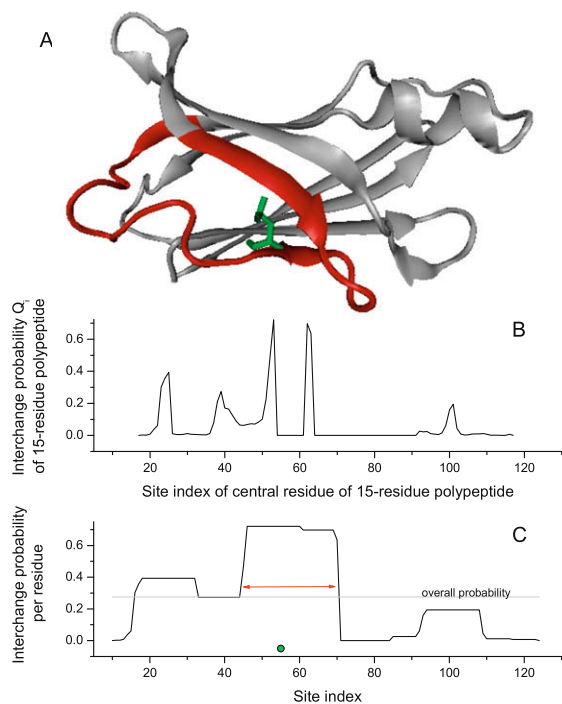 A
Interchange probability Qi
of 15-residue polypeptide
B
0.6
0.4
0.2
0.0
20 40 60 80 100 120
Site index of central residue of 15-residue polypeptide
Interchange probability
per residue
C
0.6
0.4
0.2
0.0
overall probability
20 40 60 80 100 120
Site index